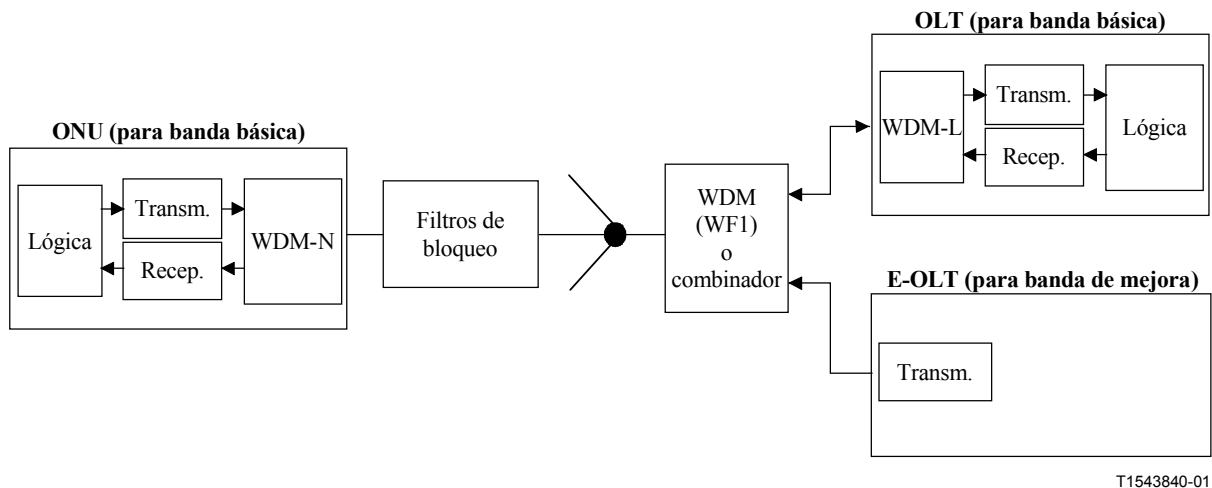 OLT (para banda básica)
WDM-L
Transm.
Recep.
Lógica
ONU (para banda básica)
Lógica
Transm.
Recep.
WDM-N
Filtros de
bloqueo
WDM
(WF1)
o
combinador
E-OLT (para banda de mejora)
Transm.
T1543840-01